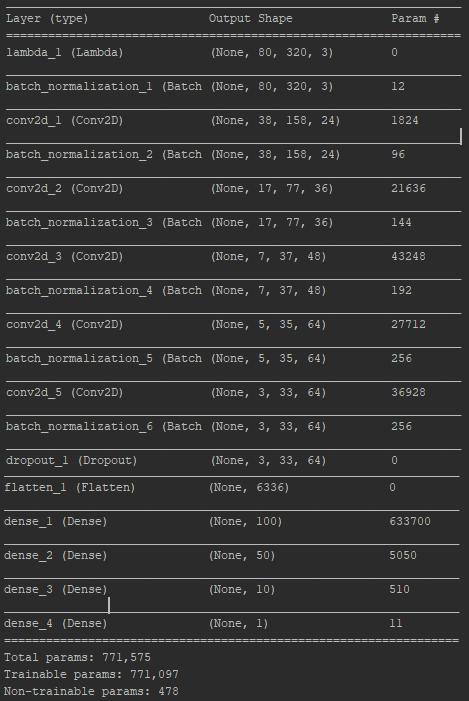 Layer (type) Output Shape Param #
lambda_1 (Lambda) (None, 80, 320, 3) 0
batch_normalization_1 (Batch (None, 80, 320, 3) 12
conv2d_1 (Conv2D) (None, 38, 158, 24) 1824
batch_normalization_2 (Batch (None, 38, 158, 24) 96
conv2d_2 (Conv2D) (None, 17, 77, 36) 21636
batch_normalization_3 (Batch (None, 17, 77, 36) 144
conv2d_3 (Conv2D) (None, 7, 37, 48) 43248
batch_normalization_4 (Batch (None, 7, 37, 48) 192
conv2d_4 (Conv2D) (None, 5, 35, 64) 27712
batch_normalization_5 (Batch (None, 5, 35, 64) 256
conv2d_5 (Conv2D) (None, 3, 33, 64) 36928
batch_normalization_6 (Batch (None, 3, 33, 64) 256
dropout_1 (Dropout) (None, 3, 33, 64) 0
flatten_1 (Flatten) (None, 6336) 0
dense_1 (Dense) (None, 100) 633700
dense_2 (Dense) (None, 50) 5050
dense_3 (Dense) (None, 10) 510
dense_4 (Dense) (None, 1) 11
Total params: 771,575
Trainable params: 771,097
Non-trainable params: 478